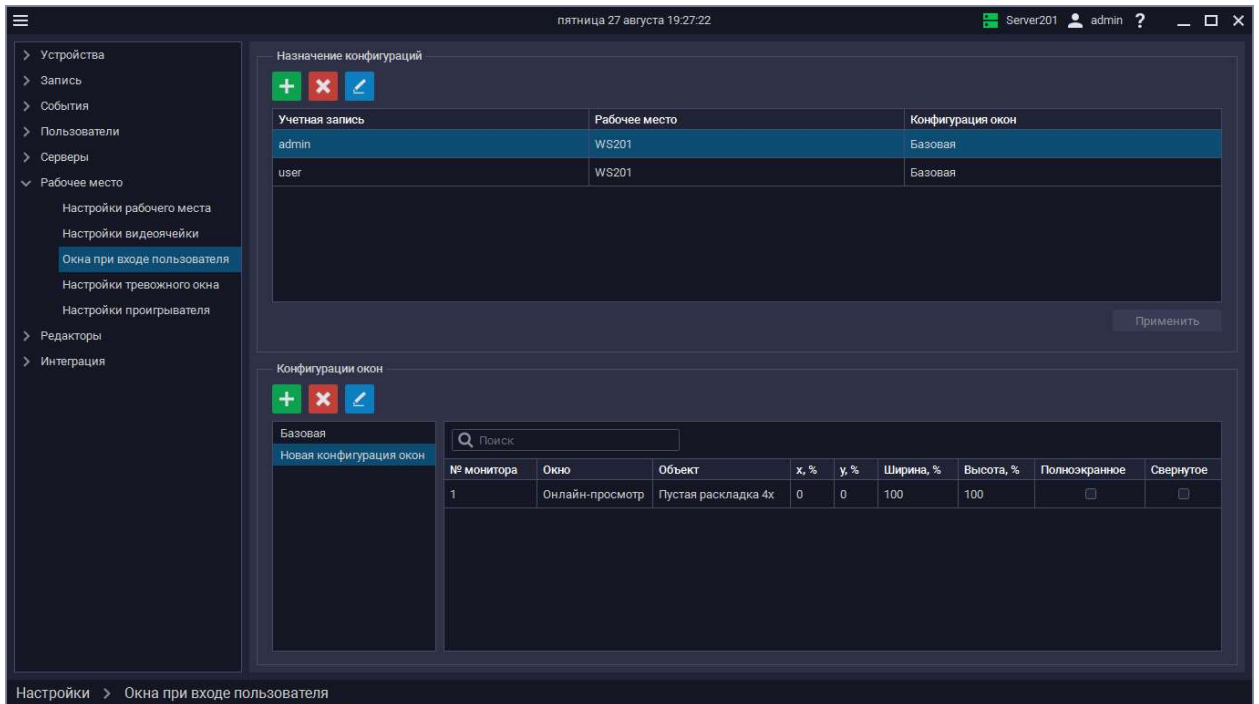 пятница 27 августа 19:27:22 Server201 admin ?
Устройства
Запись
События
Пользователи
Серверы
Рабочее место
Настройки рабочего места
Настройки видеоячейки
Окна при входе пользователя
Настройки тревожного окна
Настройки проигрывателя
Редакторы
Интеграция
Назначение конфигураций
Учетная запись Рабочее место Конфигурация окон
admin WS201 Базовая
user WS201 Базовая
Применить
Конфигурации окон
Базовая
Новая конфигурация окон
Поиск
№ монитора Окно Объект x, % y, % Ширина, % Высота, % Полноэкранное Свернутое
1 Онлайн-просмотр Пустая раскладка 4x 0 0 100 100
Настройки > Окна при входе пользователя